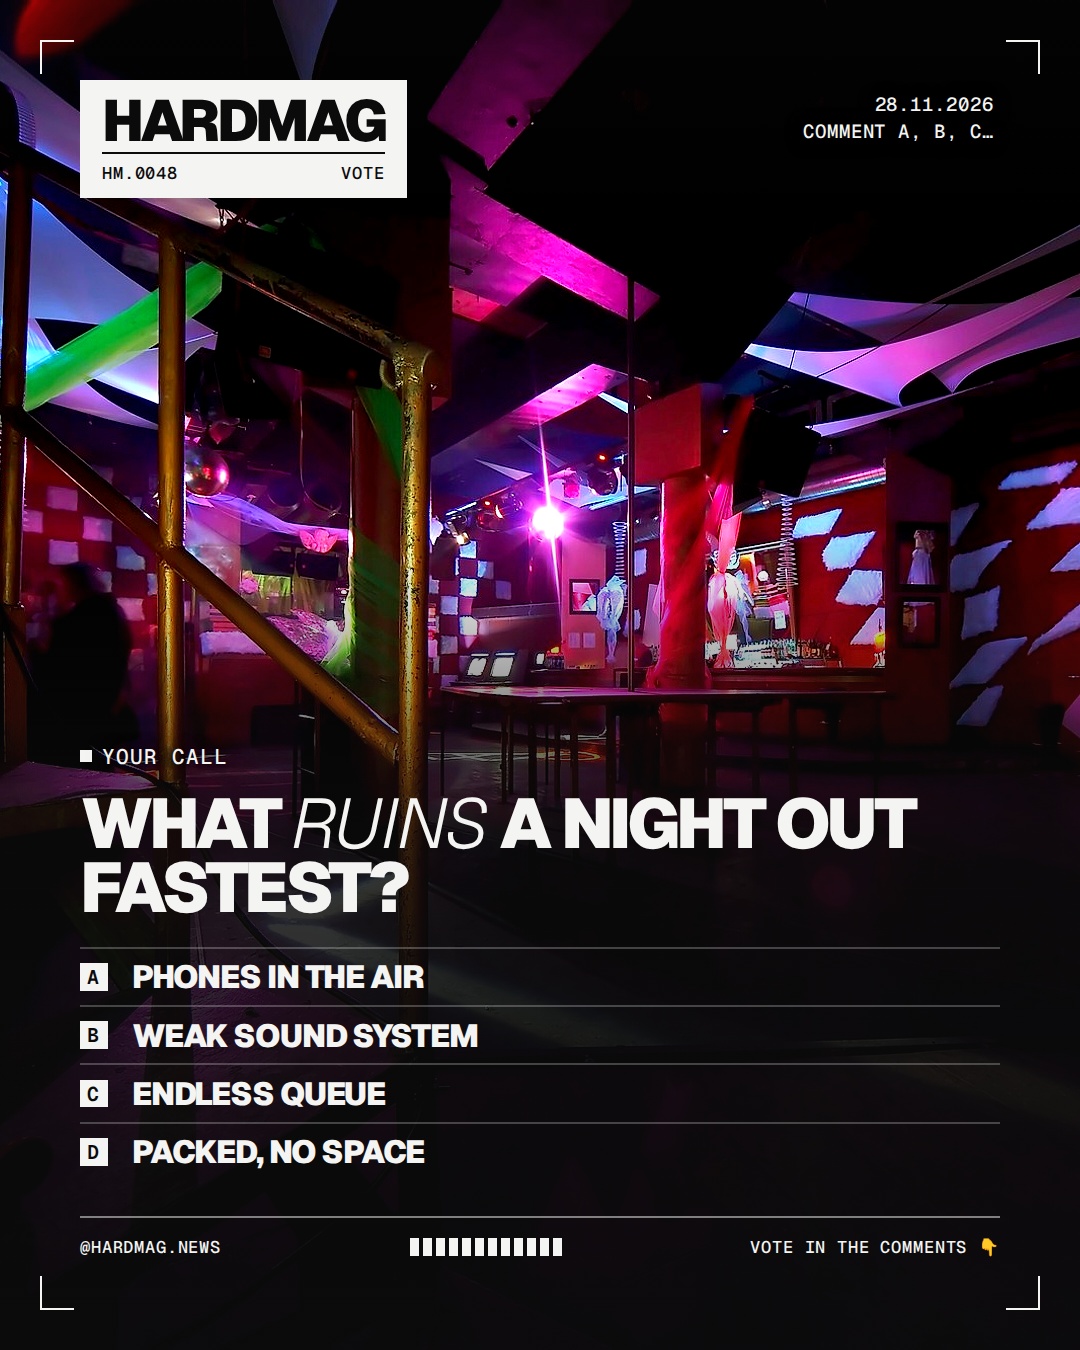 HARDMAG
HM.0048 VOTE
28.11.2026
COMMENT A, B, C…
YOUR CALL
WHAT RUINS A NIGHT OUT
FASTEST?
A PHONES IN THE AIR
B WEAK SOUND SYSTEM
C ENDLESS QUEUE
D PACKED, NO SPACE
@HARDMAG.NEWS
VOTE IN THE COMMENTS 👇